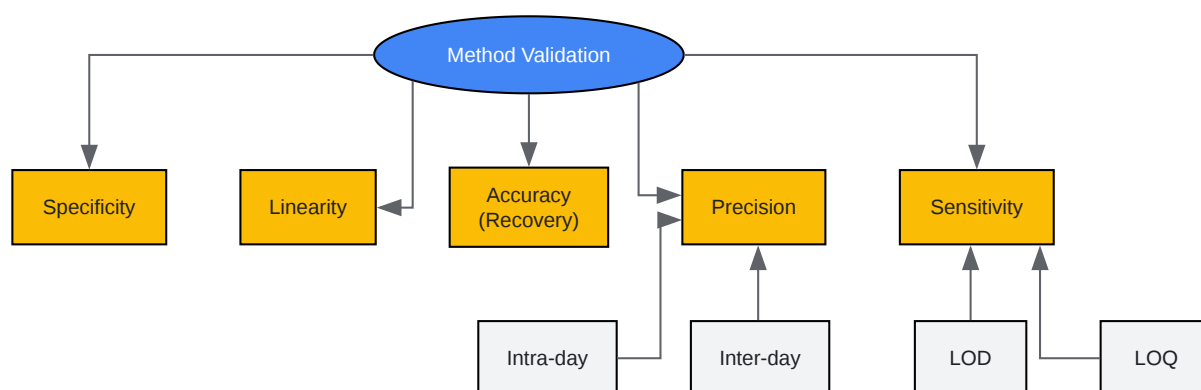 Method Validation
Specificity
Linearity
Accuracy
(Recovery)
Precision
Sensitivity
Intra-day
Inter-day
LOD
LOQ